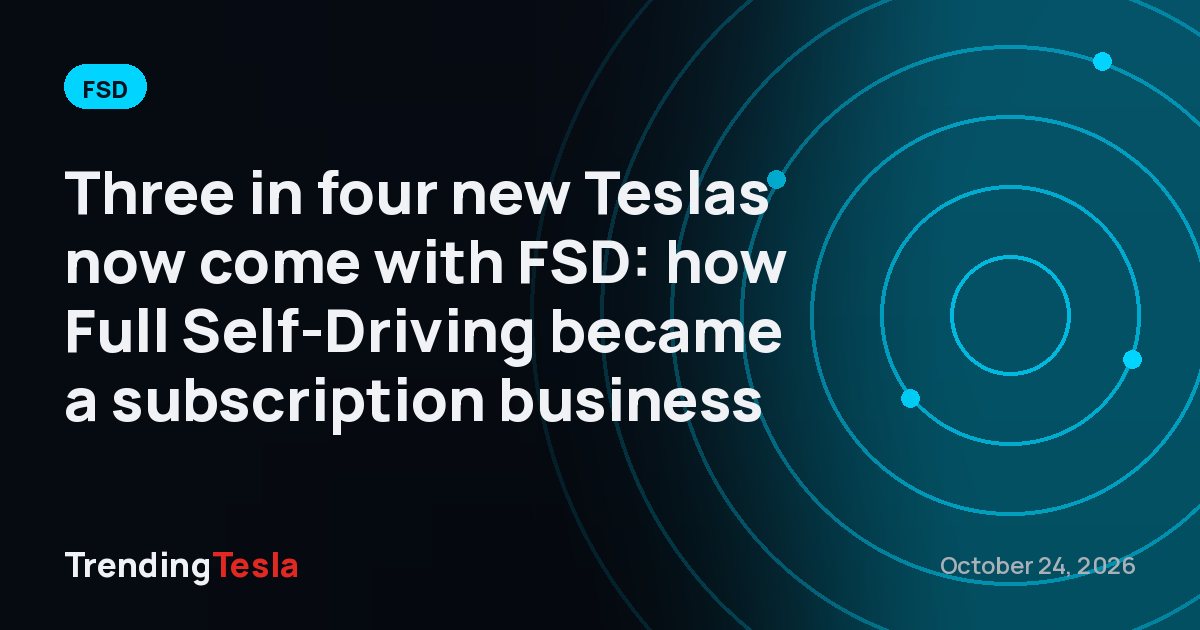 FSD
Three in four new Teslas
now come with FSD: how
Full Self-Driving became
a subscription business
TrendingTesla
October 24, 2026